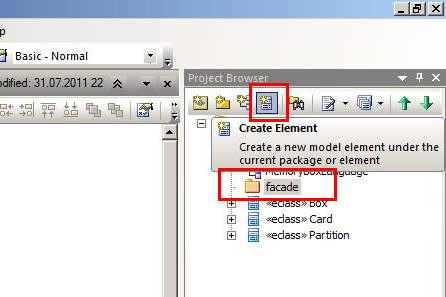 p
Basic - Normal
odified: 31.07.2011 22
Project Browser
Create Element
Create a new model element under the
current package or element
MemoryBoxLanguage
facade
«eclass» Box
«eclass» Card
«eclass» Partition